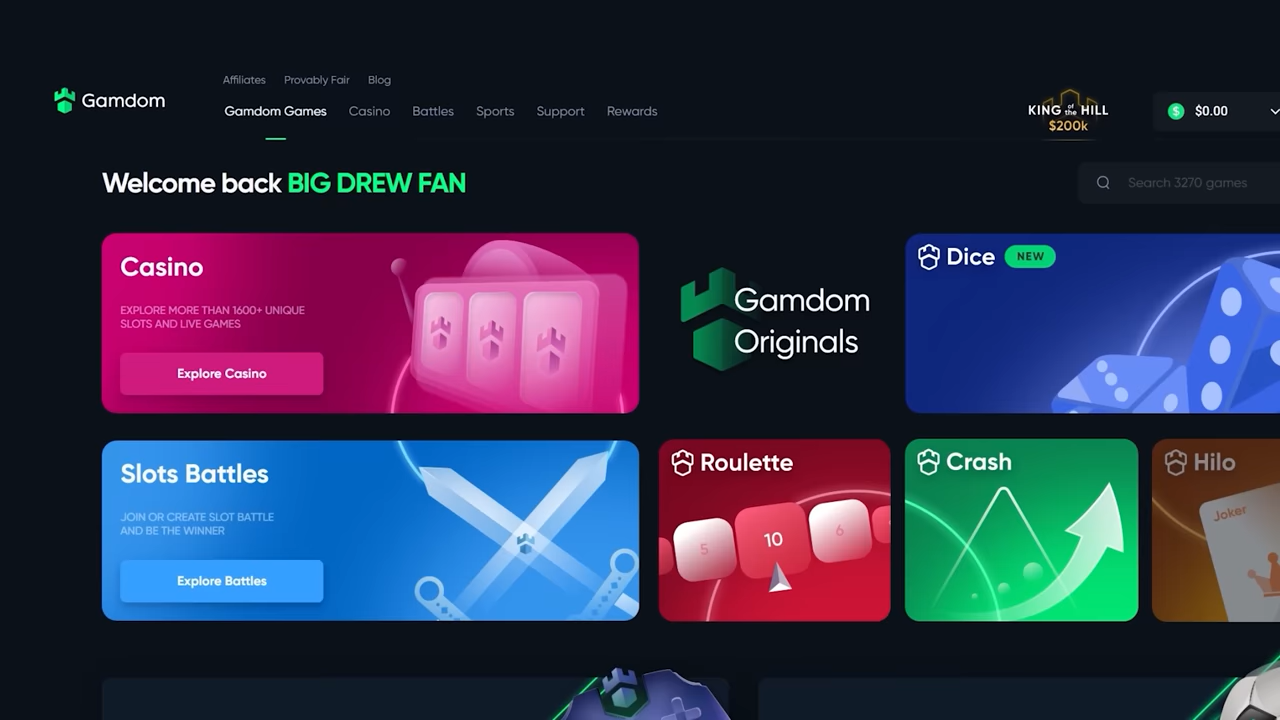 Affiliates Provably Fair Blog
Gamdom
Gamdom Games Casino Battles Sports Support Rewards
KING of the HILL
$200k
$ $0.00
Welcome back BIG DREW FAN
Search 3270 games
Casino
EXPLORE MORE THAN 1600+ UNIQUE
SLOTS AND LIVE GAMES
Explore Casino
Gamdom
Originals
Dice NEW
Slots Battles
JOIN OR CREATE SLOT BATTLE
AND BE THE WINNER
Explore Battles
Roulette
5 10 6
Crash
Hilo
Joker